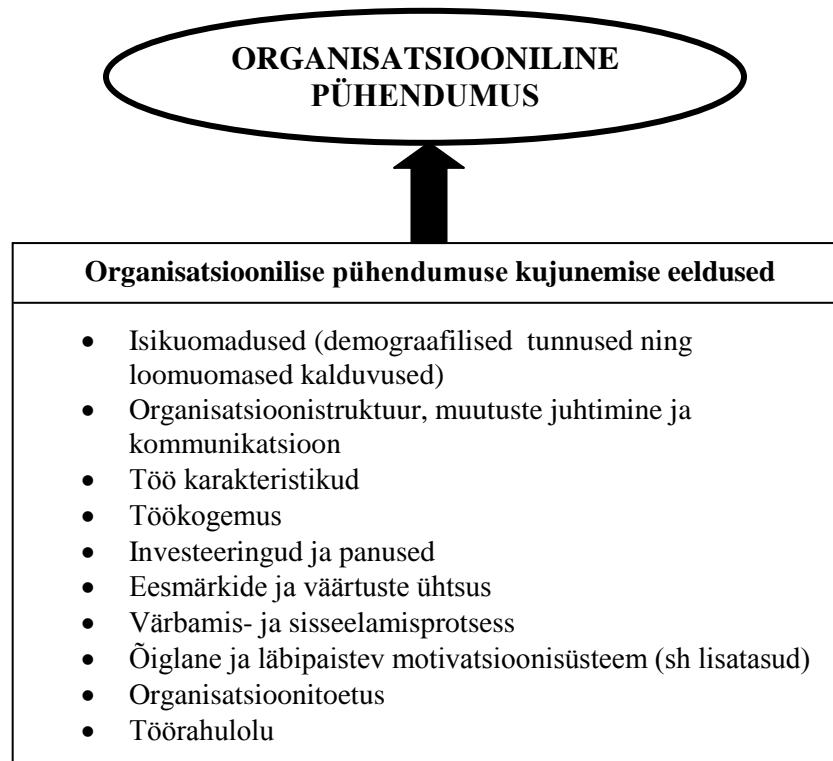 ORGANISATSIOONILINE
PÜHENDUMUS
Organisatsioonilise pühendumuse kujunemise eeldused
• Isikuomadused (demograafilised tunnused ning
loomuomased kalduvused)
• Organisatsioonistruktuur, muutuste juhtimine ja
kommunikatsioon
• Töö karakteristikud
• Töökogemus
• Investeeringud ja panused
• Eesmärkide ja väärtuste ühtsus
• Värbamis- ja sisseelamisprotsess
• Õiglane ja läbipaistev motivatsioonisüsteem (sh lisatasud)
• Organisatsioonitoetus
• Töörahulolu